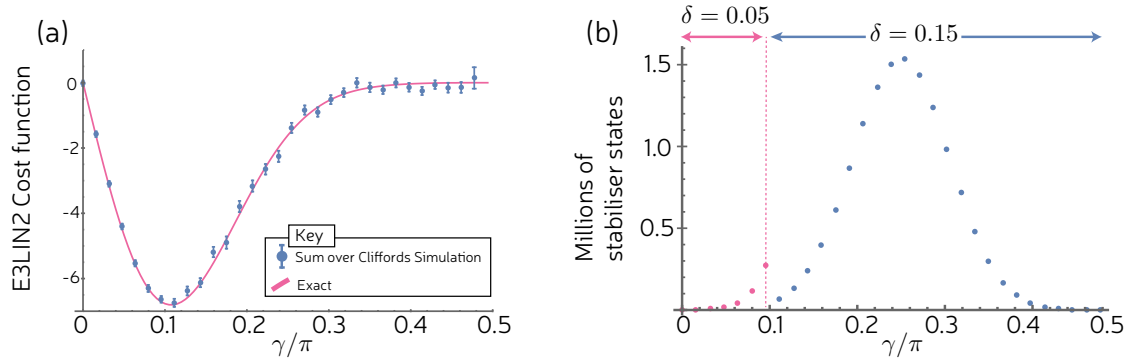 (a)
E3LIN2 Cost function
0
-2
-4
-6
0
0.1
0.2
0.3
0.4
0.5
γ/π
Key
Sum over Cliffords Simulation
Exact
(b)
δ = 0.05
δ = 0.15
Millions of
stabiliser states
1.5
1.0
0.5
0
0.1
0.2
0.3
0.4
0.5
γ/π